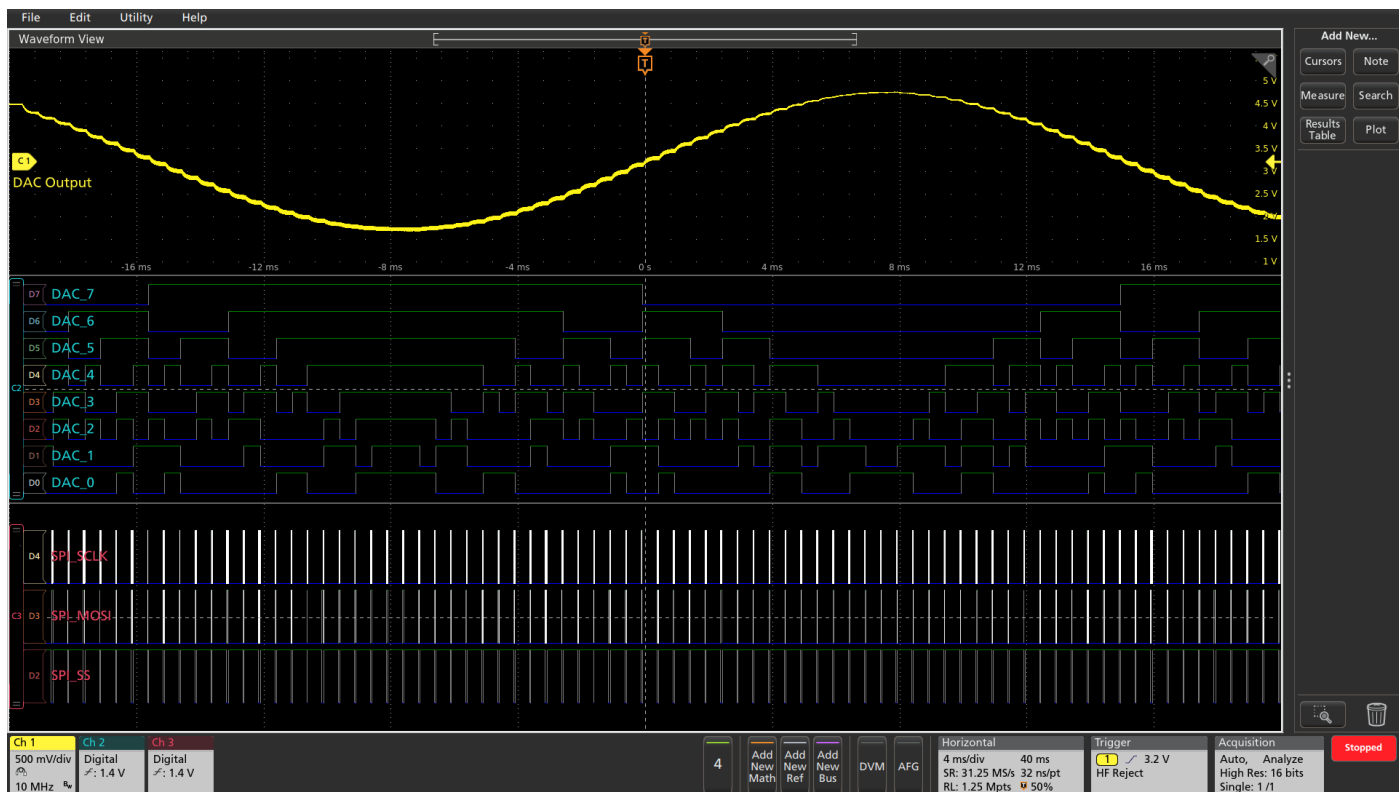 File Edit Utility Help
Waveform View
Add New...
Cursors Note
Measure Search
Results Table Plot
T
T
5 V
4.5 V
4 V
3.5 V
3 V
2 V
1.5 V
1 V
C 1
DAC Output
-16 ms -12 ms -8 ms -4 ms 0 s 4 ms 8 ms 12 ms 16 ms
D7 DAC_7
D6 DAC_6
D5 DAC_5
D4 DAC_4
C2
D3 DAC_3
D2 DAC_2
D1 DAC_1
D0 DAC_0
D4 SPI_SCLK
C3 D3 SPI_MOSI
D2 SPI_SS
Ch 1
500 mV/div
10 MHz Bw
Ch 2
Digital
: 1.4 V
Ch 3
Digital
: 1.4 V
4
Add New Math
Add New Ref
Add New Bus
DVM
AFG
Horizontal
4 ms/div 40 ms
SR: 31.25 MS/s 32 ns/pt
RL: 1.25 Mpts T 50%
Trigger
1 3.2 V
HF Reject
Acquisition
Auto, Analyze
High Res: 16 bits
Single: 1 /1
Stopped